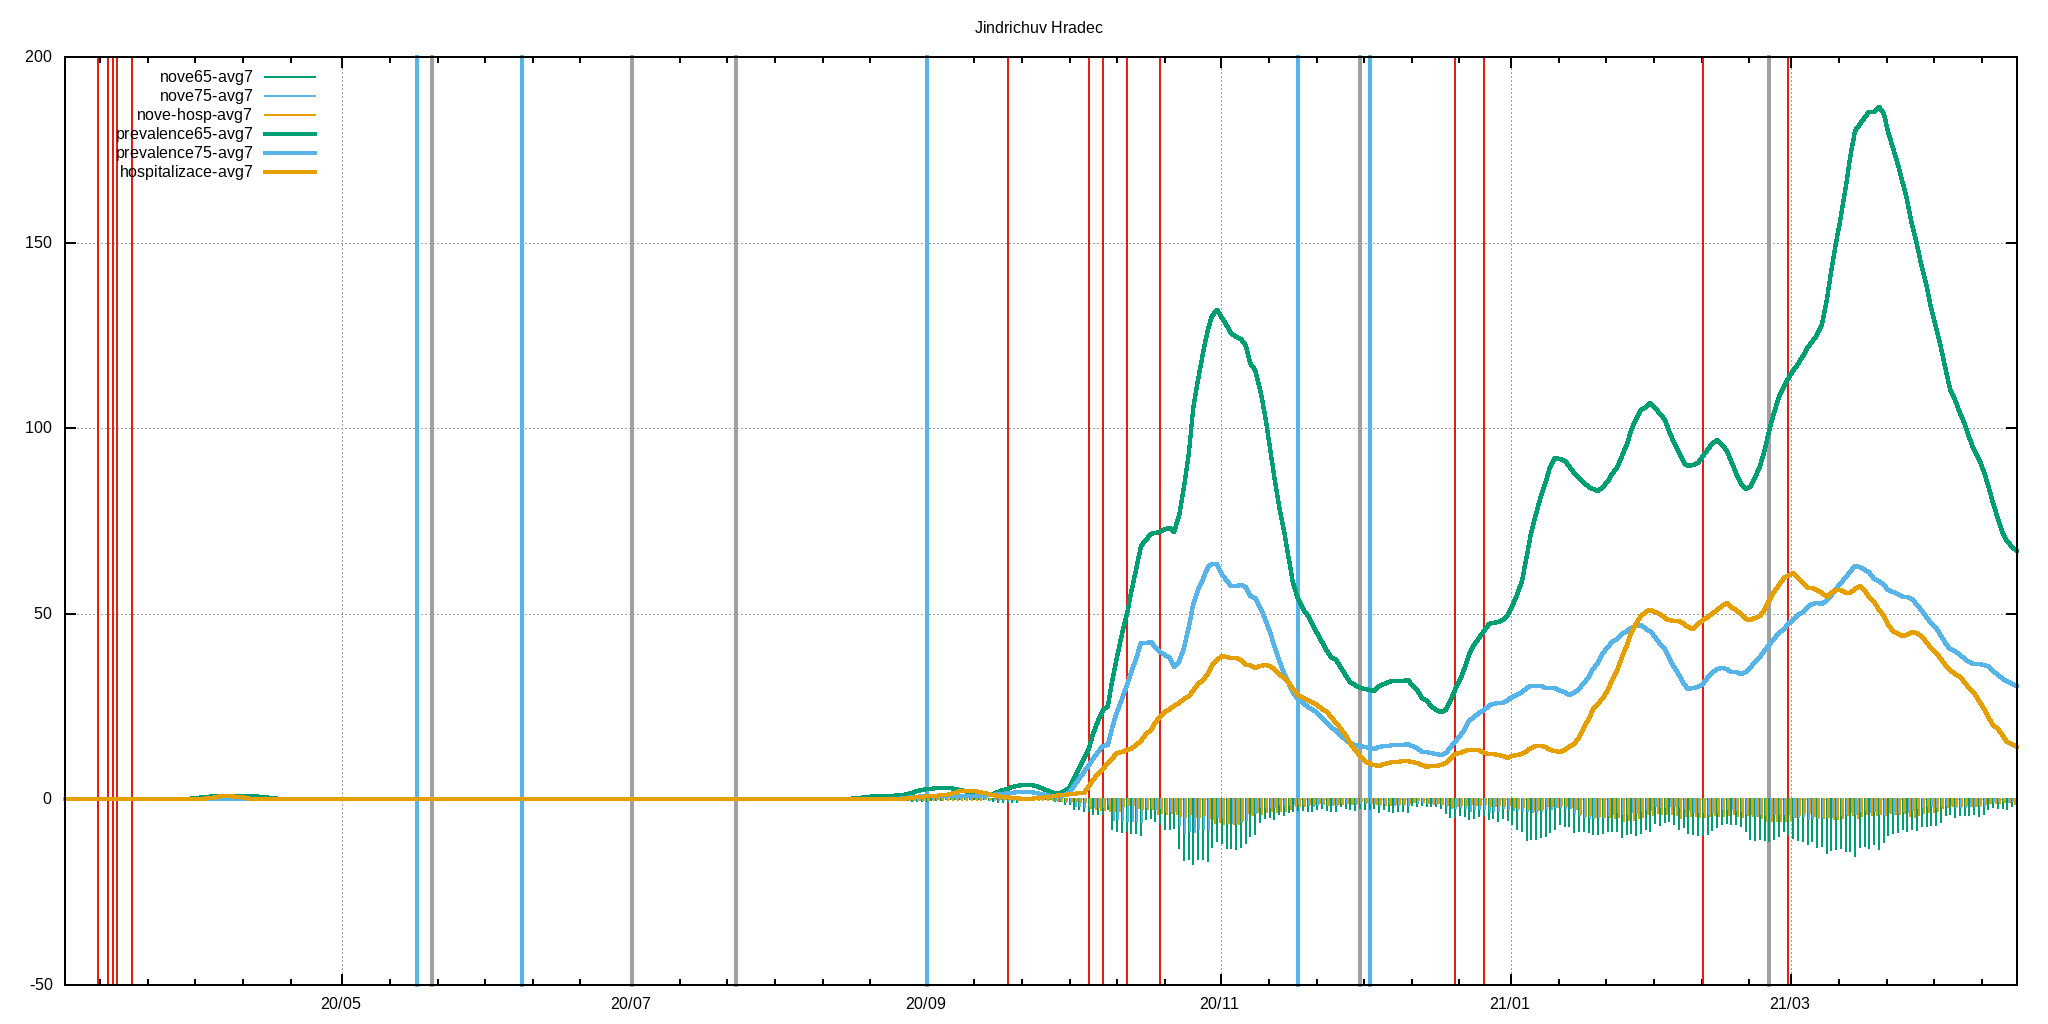 Jindrichuv Hradec
200
150
100
50
0
-50
nove65-avg7
nove75-avg7
nove-hosp-avg7
prevalence65-avg7
prevalence75-avg7
hospitalizace-avg7
20/05
20/07
20/09
20/11
21/01
21/03